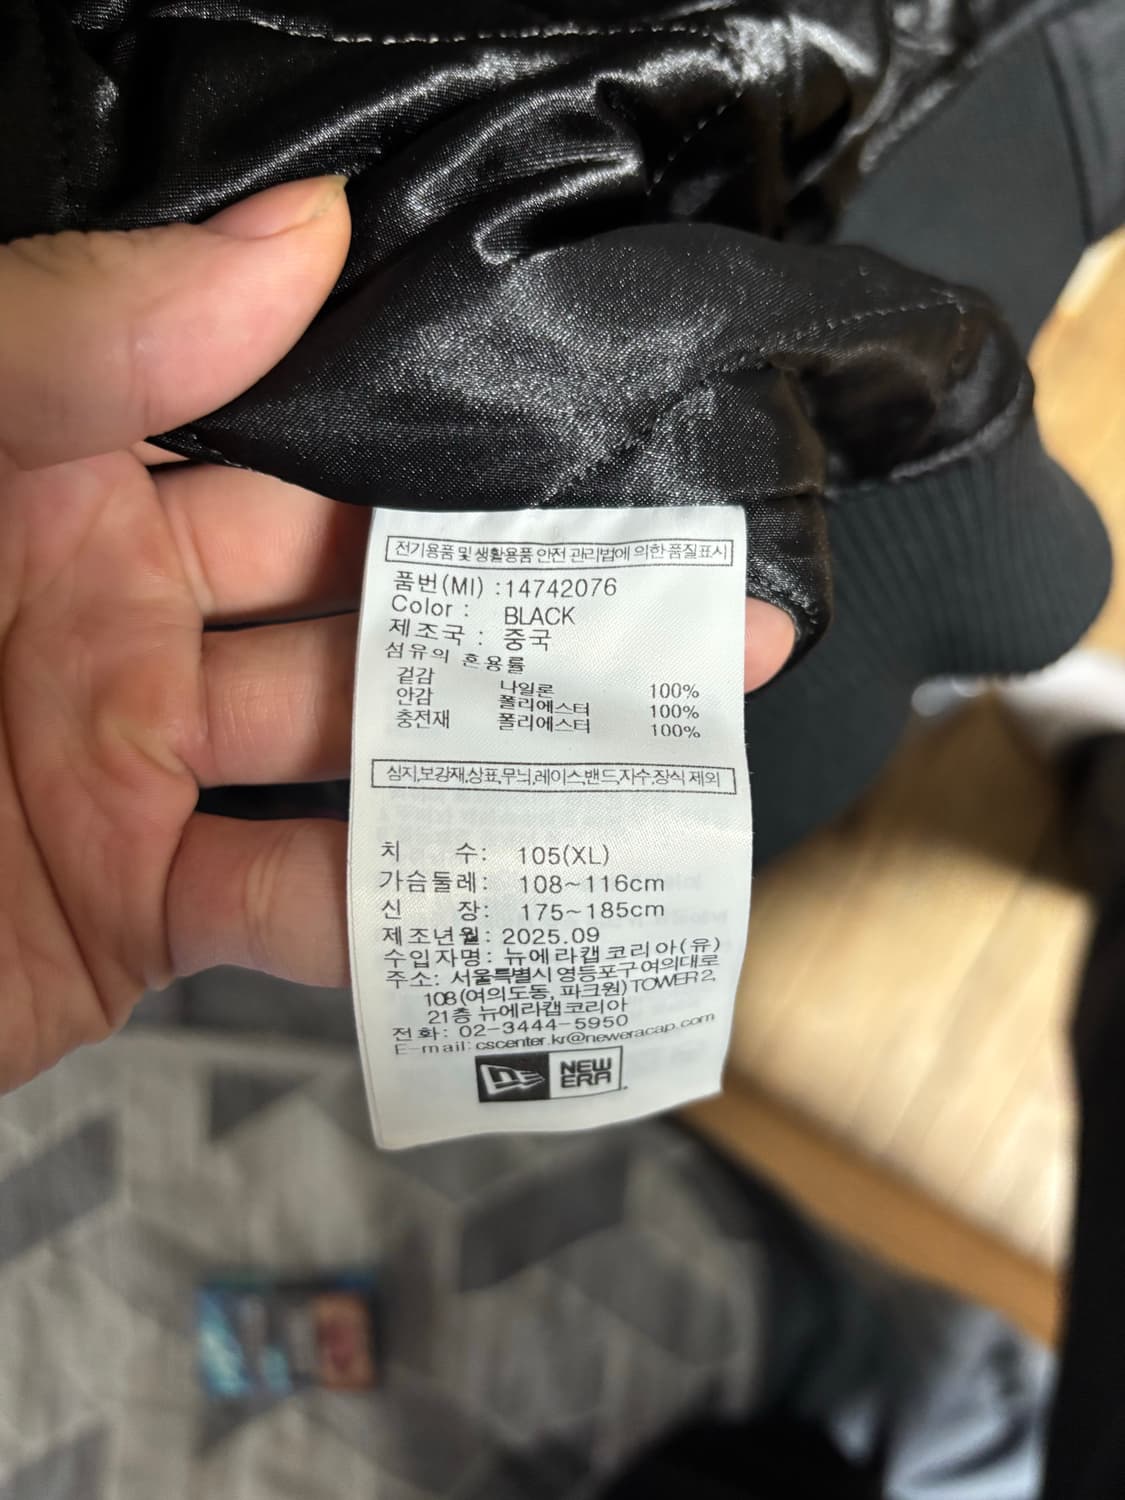 전기용품 및 생활용품 안전 관리법에 의한 품질표시
품번(MI) :14742076
Color : BLACK
제조국 : 중국
섬유의 혼용률
겉감 나일론 100%
안감 폴리에스터 100%
충전재 폴리에스터 100%
심지,보강재,상표,무늬,레이스,밴드,자수,장식 제외
치 수: 105(XL)
가슴둘레: 108~116cm
신 장: 175~185cm
제조년월: 2025.09
수입자명: 뉴에라캡 코리아(유)
주소: 서울특별시 영등포구 여의대로
108 (여의도동, 파크원) TOWER 2,
21층 뉴에라캡코리아
전화: 02-3444-5950
E-mail: cscenter.kr@neweracap.com
NE NEW
ERA